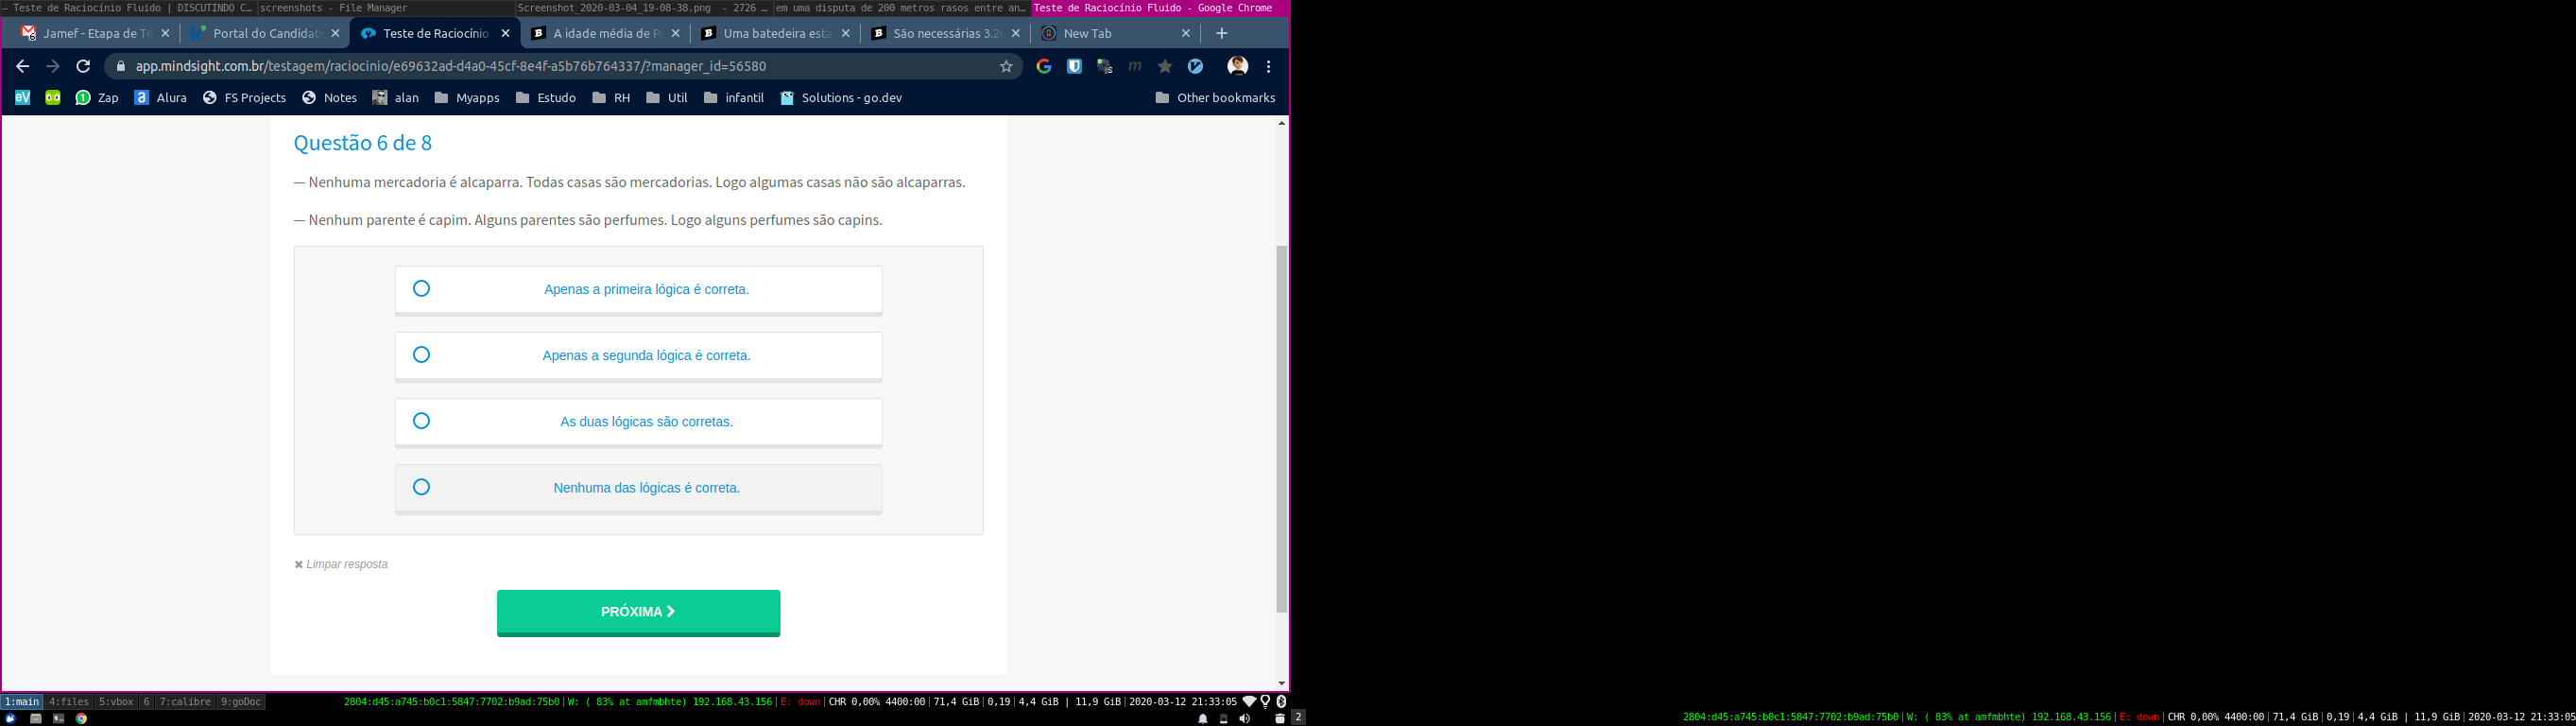 — Teste de Raciocínio Fluido | DISCUTINDO C… screenshots - File Manager Screenshot_2020-03-04_19-08-38.png - 2726 … em uma disputa de 200 metros rasos entre an… Teste de Raciocínio Fluido - Google Chrome
Jamef - Etapa de Te Portal do Candidat Teste de Raciocínio A idade média de P Uma batedeira esta São necessárias 3.2 New Tab
app.mindsight.com.br/testagem/raciocinio/e69632ad-d4a0-45cf-8e4f-a5b76b764337/?manager_id=56580
Zap Alura FS Projects Notes alan Myapps Estudo RH Util infantil Solutions - go.dev Other bookmarks
Questão 6 de 8
— Nenhuma mercadoria é alcaparra. Todas casas são mercadorias. Logo algumas casas não são alcaparras.
— Nenhum parente é capim. Alguns parentes são perfumes. Logo alguns perfumes são capins.
Apenas a primeira lógica é correta.
Apenas a segunda lógica é correta.
As duas lógicas são corretas.
Nenhuma das lógicas é correta.
✖ Limpar resposta
PRÓXIMA
1:main 4:files 5:vbox 6 7:calibre 9:goDoc 2804:d45:a745:b0c1:5847:7702:b9ad:75b0|W: ( 83% at amfmbhte) 192.168.43.156|E: down|CHR 0,00% 4400:00|71,4 GiB|0,19|4,4 GiB | 11,9 GiB|2020-03-12 21:33:05
2 2804:d45:a745:b0c1:5847:7702:b9ad:75b0|W: ( 83% at amfmbhte) 192.168.43.156|E: down|CHR 0,00% 4400:00|71,4 GiB|0,19|4,4 GiB | 11,9 GiB|2020-03-12 21:33:0